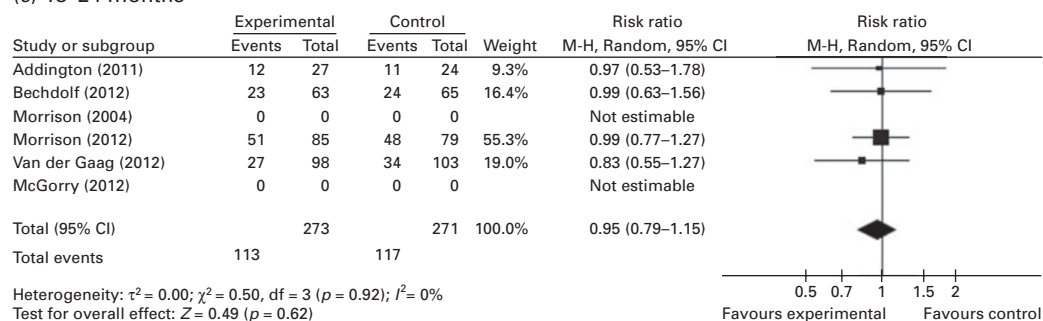 Experimental Control Risk ratio Risk ratio
Study or subgroup Events Total Events Total Weight M-H, Random, 95% CI M-H, Random, 95% CI
Addington (2011) 12 27 11 24 9.3% 0.97 (0.53–1.78)
Bechdolf (2012) 23 63 24 65 16.4% 0.99 (0.63–1.56)
Morrison (2004) 0 0 0 0 Not estimable
Morrison (2012) 51 85 48 79 55.3% 0.99 (0.77–1.27)
Van der Gaag (2012) 27 98 34 103 19.0% 0.83 (0.55–1.27)
McGorry (2012) 0 0 0 0 Not estimable
Total (95% CI) 273 271 100.0% 0.95 (0.79–1.15)
Total events 113 117
Heterogeneity: τ² = 0.00; χ² = 0.50, df = 3 (p = 0.92); I² = 0%
Test for overall effect: Z = 0.49 (p = 0.62)
0.5 0.7 1 1.5 2
Favours experimental Favours control